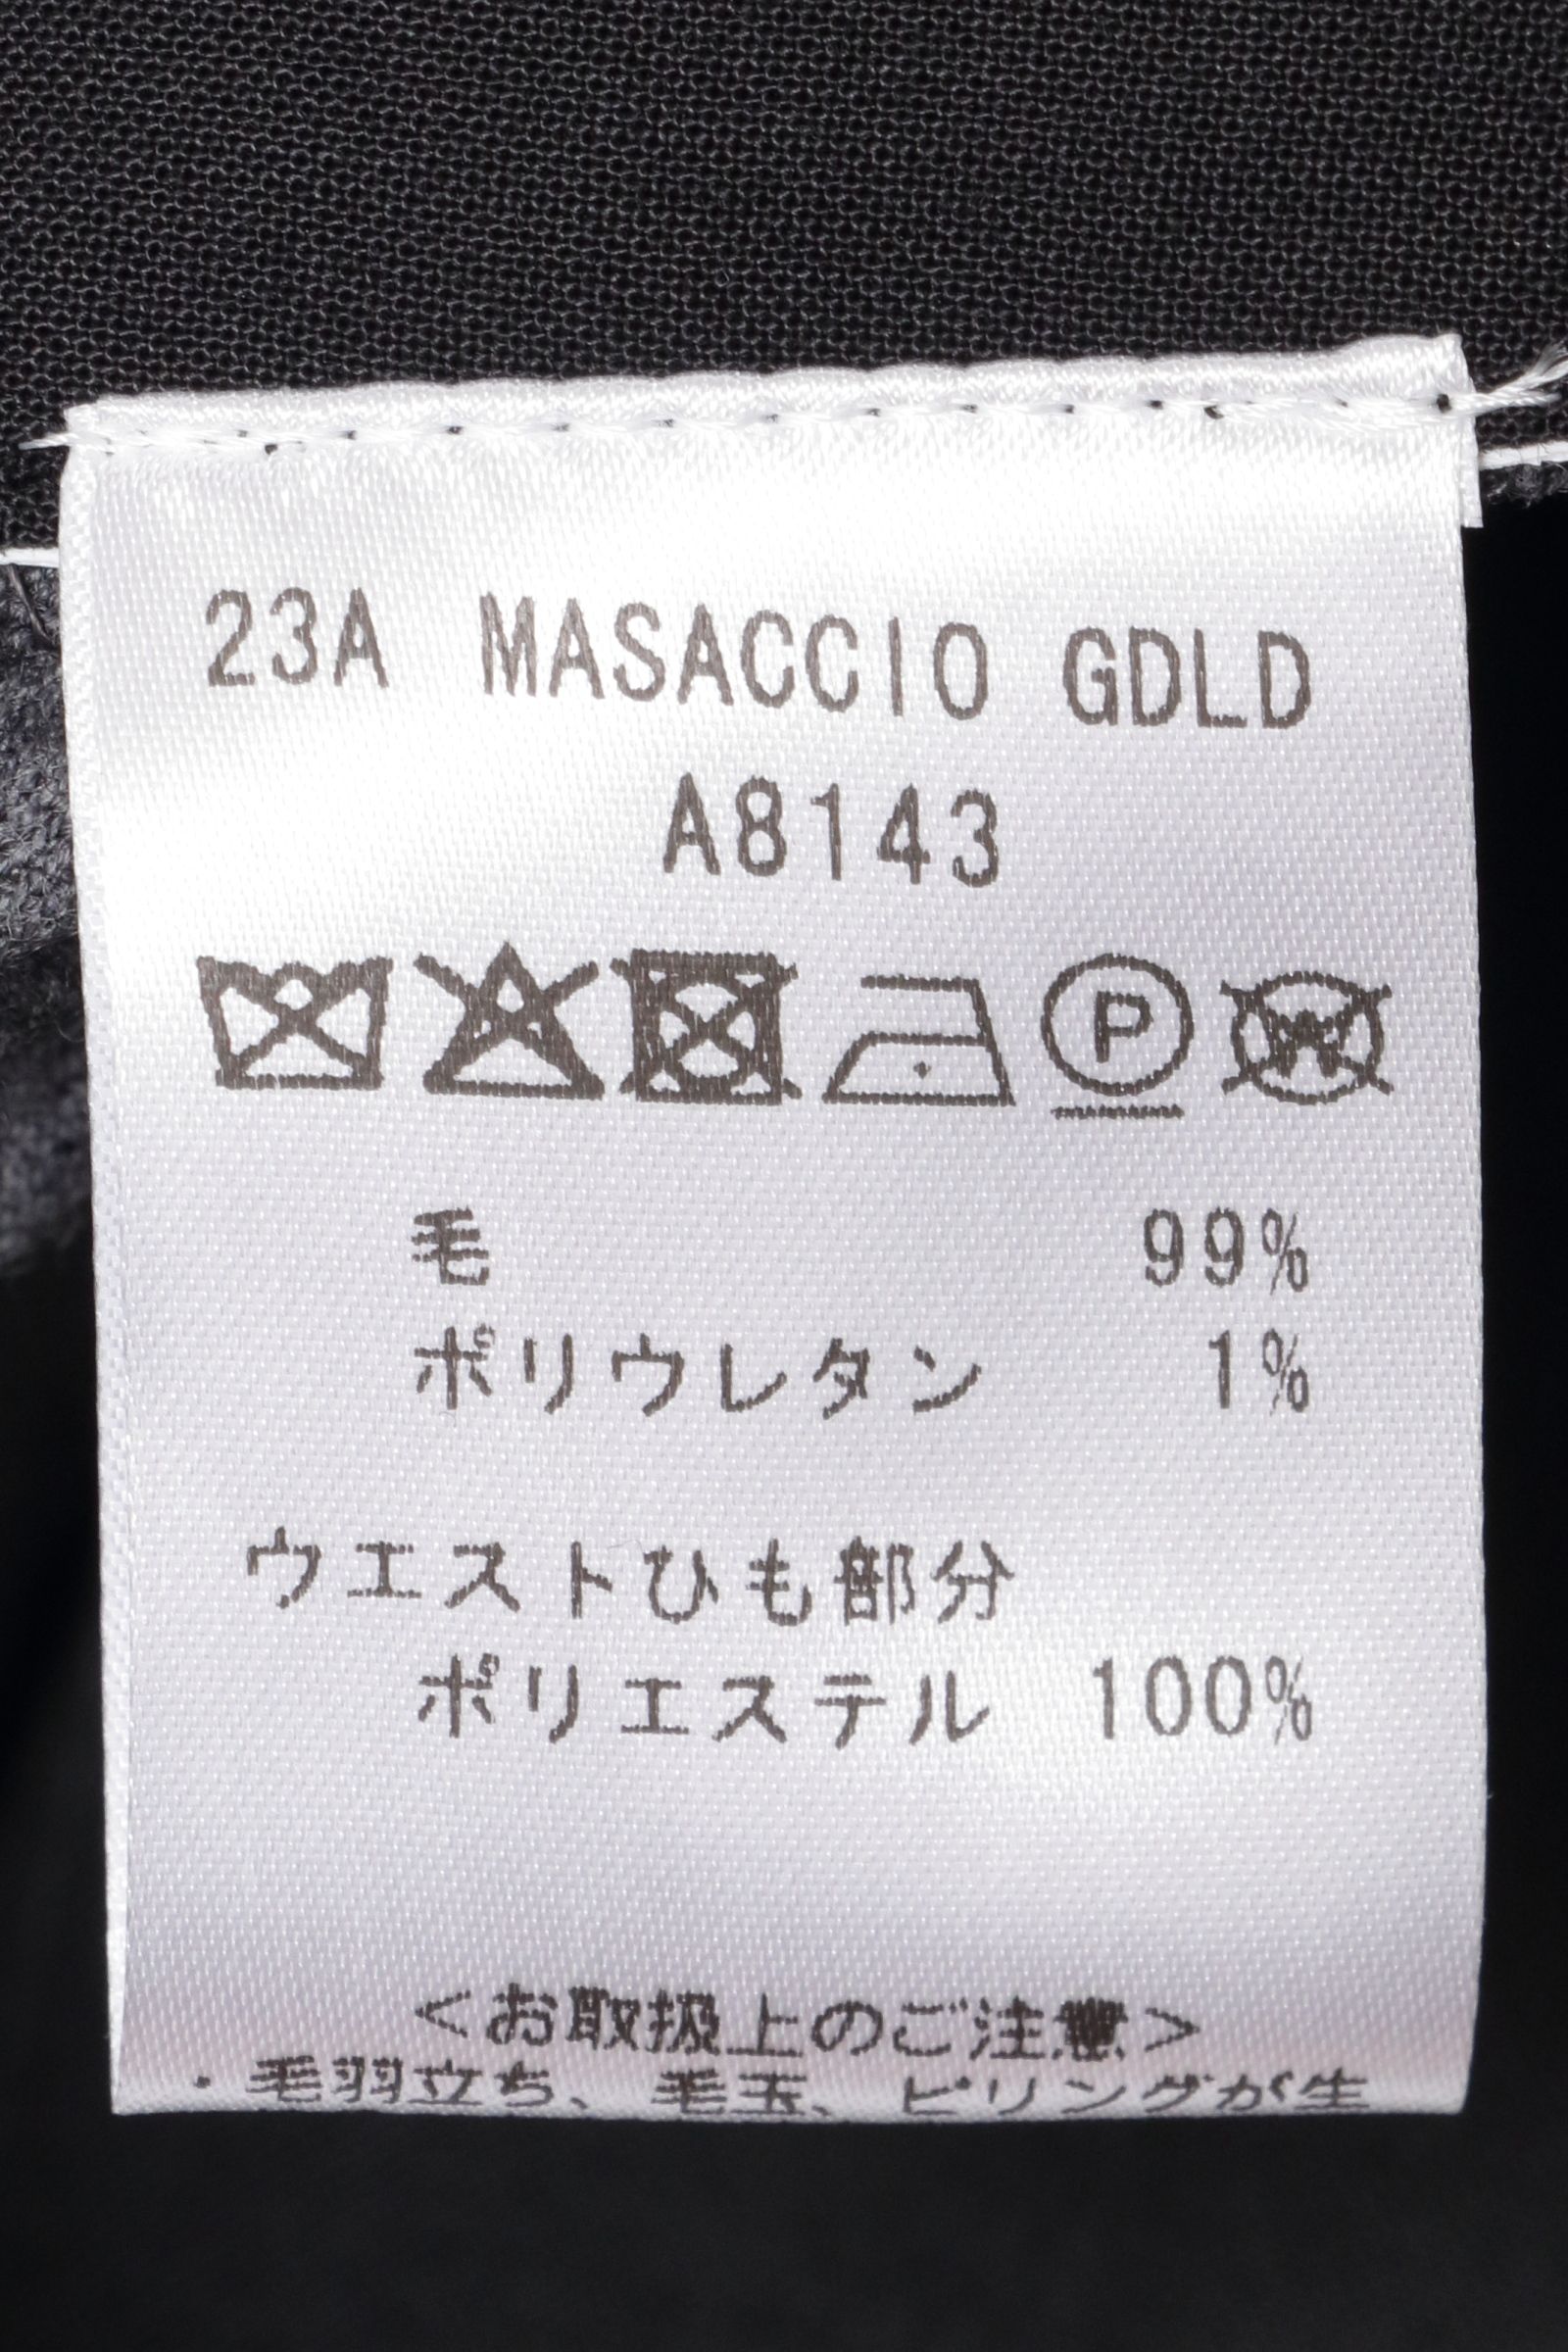 23A MASACCIO GDLD
A8143
P W
毛 99%
ポリウレタン 1%
ウエストひも部分
ポリエステル 100%
＜お取扱上のご注意＞
・毛羽立ち、毛玉、ピリングが生